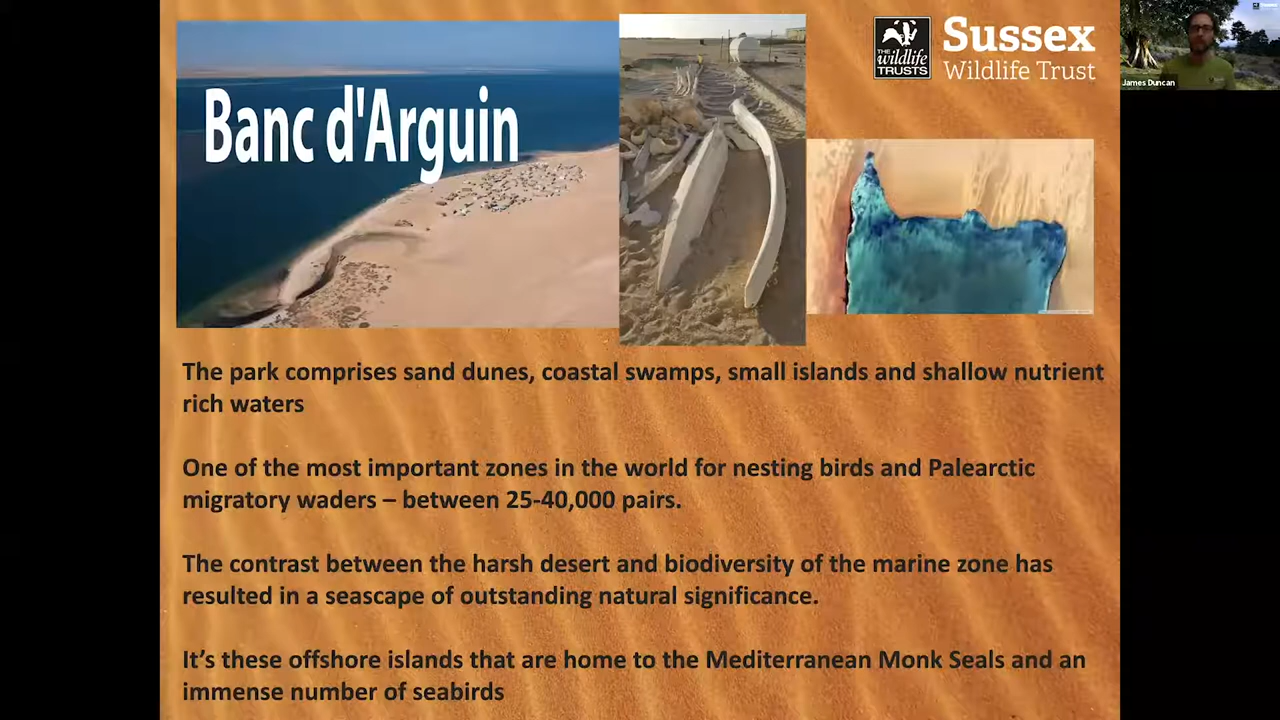 Banc d'Arguin
THE
wildlife
TRUSTS
Sussex
Wildlife Trust
James Duncan
The park comprises sand dunes, coastal swamps, small islands and shallow nutrient
rich waters
One of the most important zones in the world for nesting birds and Palearctic
migratory waders – between 25-40,000 pairs.
The contrast between the harsh desert and biodiversity of the marine zone has
resulted in a seascape of outstanding natural significance.
It’s these offshore islands that are home to the Mediterranean Monk Seals and an
immense number of seabirds